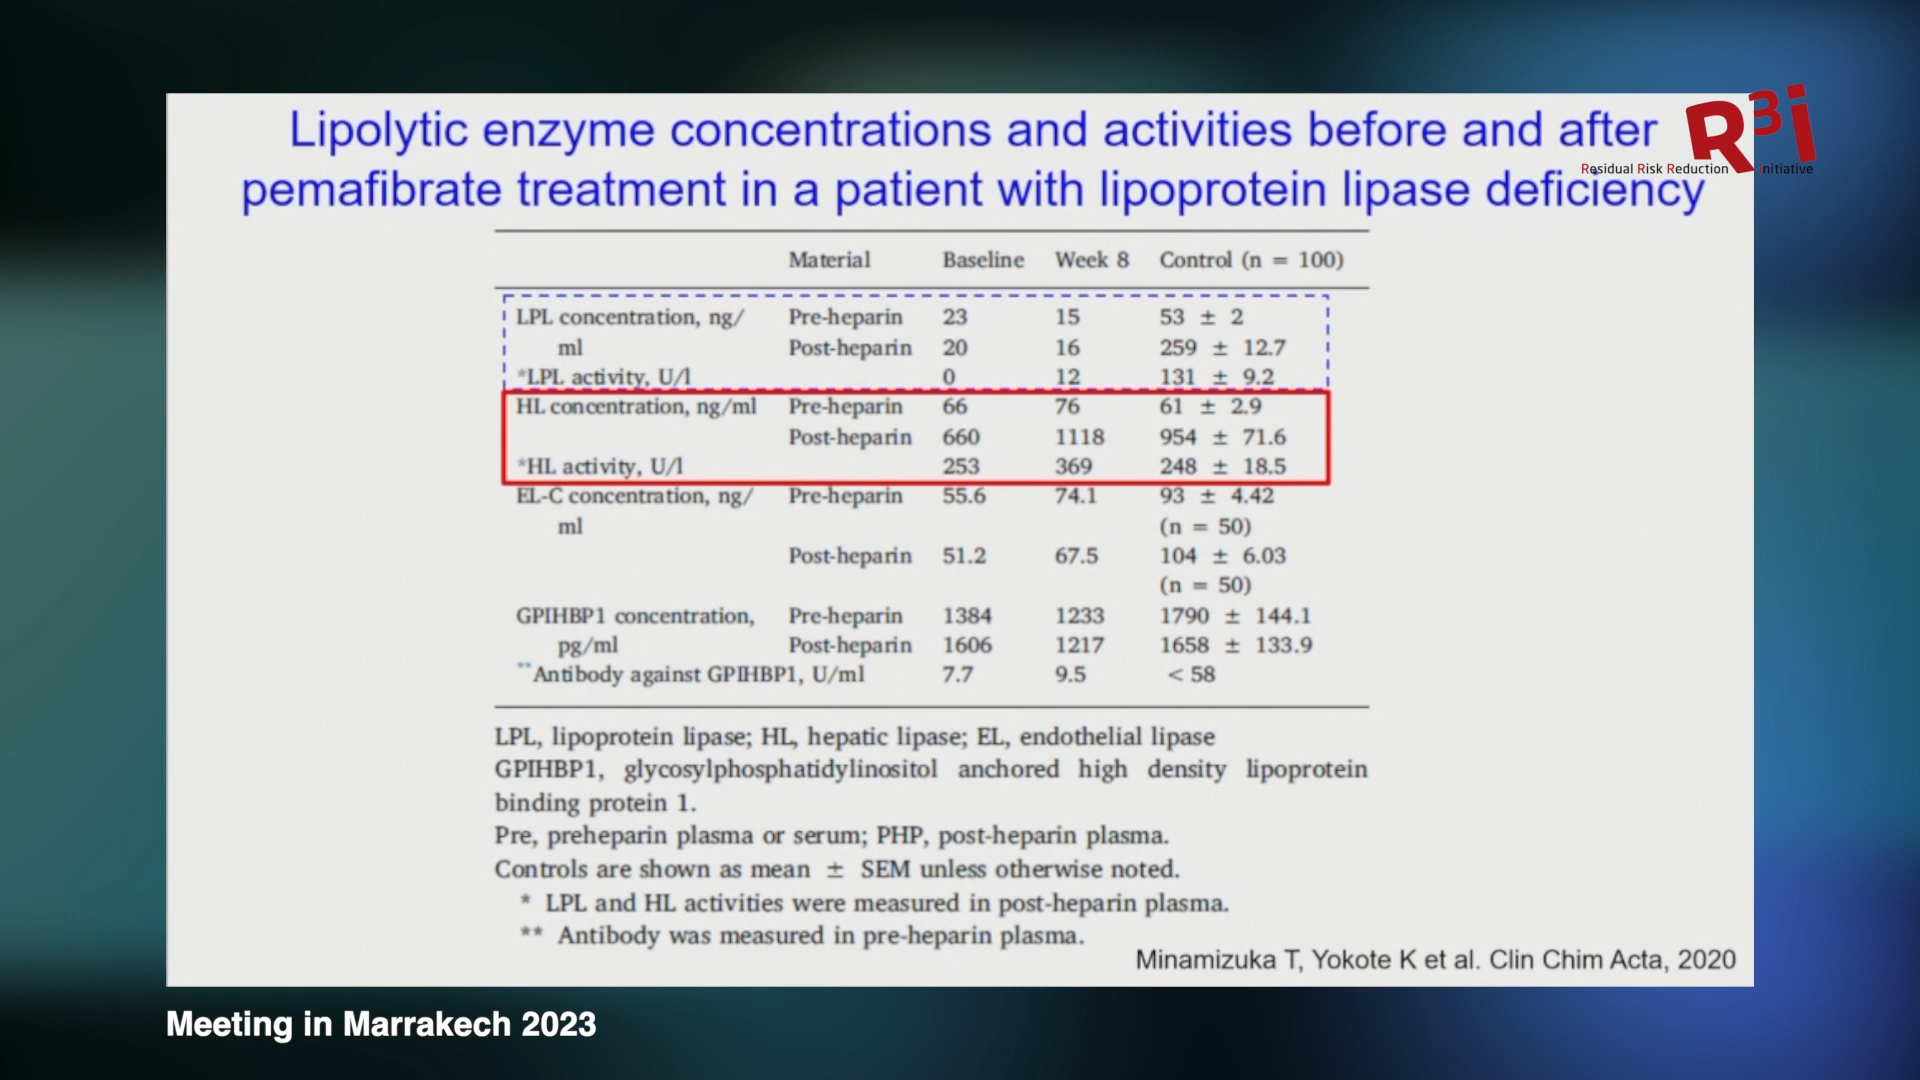 Lipolytic enzyme concentrations and activities before and after
pemafibrate treatment in a patient with lipoprotein lipase deficiency
R3i
Residual Risk Reduction initiative
Material Baseline Week 8 Control (n = 100)
LPL concentration, ng/ Pre-heparin 23 15 53 ± 2
ml Post-heparin 20 16 259 ± 12.7
*LPL activity, U/l 0 12 131 ± 9.2
HL concentration, ng/ml Pre-heparin 66 76 61 ± 2.9
Post-heparin 660 1118 954 ± 71.6
*HL activity, U/l 253 369 248 ± 18.5
EL-C concentration, ng/ Pre-heparin 55.6 74.1 93 ± 4.42
ml (n = 50)
Post-heparin 51.2 67.5 104 ± 6.03
(n = 50)
GPIHBP1 concentration, Pre-heparin 1384 1233 1790 ± 144.1
pg/ml Post-heparin 1606 1217 1658 ± 133.9
**Antibody against GPIHBP1, U/ml 7.7 9.5 < 58
LPL, lipoprotein lipase; HL, hepatic lipase; EL, endothelial lipase
GPIHBP1, glycosylphosphatidylinositol anchored high density lipoprotein
binding protein 1.
Pre, preheparin plasma or serum; PHP, post-heparin plasma.
Controls are shown as mean ± SEM unless otherwise noted.
* LPL and HL activities were measured in post-heparin plasma.
** Antibody was measured in pre-heparin plasma.
Minamizuka T, Yokote K et al. Clin Chim Acta, 2020
Meeting in Marrakech 2023